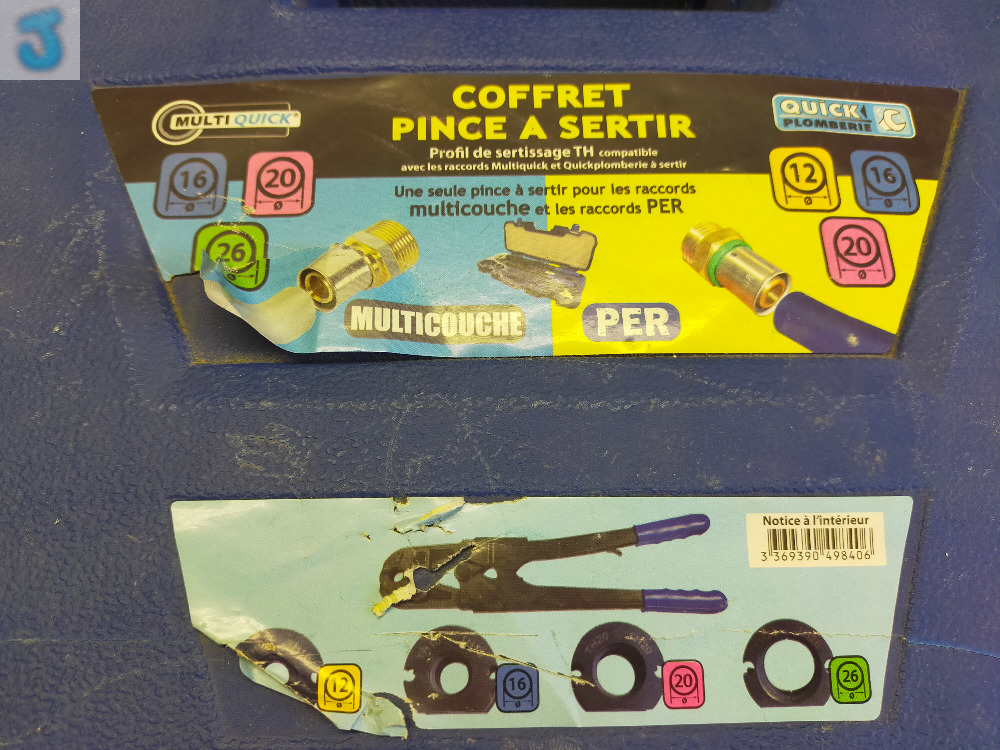 J
MULTIQUICK®
COFFRET
PINCE A SERTIR
Profil de sertissage TH compatible
avec les raccords Multiquick et Quickplomberie à sertir
QUICK
PLOMBERIE
16
20
26
Une seule pince à sertir pour les raccords
multicouche et les raccords PER
12
16
20
MULTICOUCHE
PER
Notice à l'intérieur
3 369390 498406
TH20
12
16
20
26